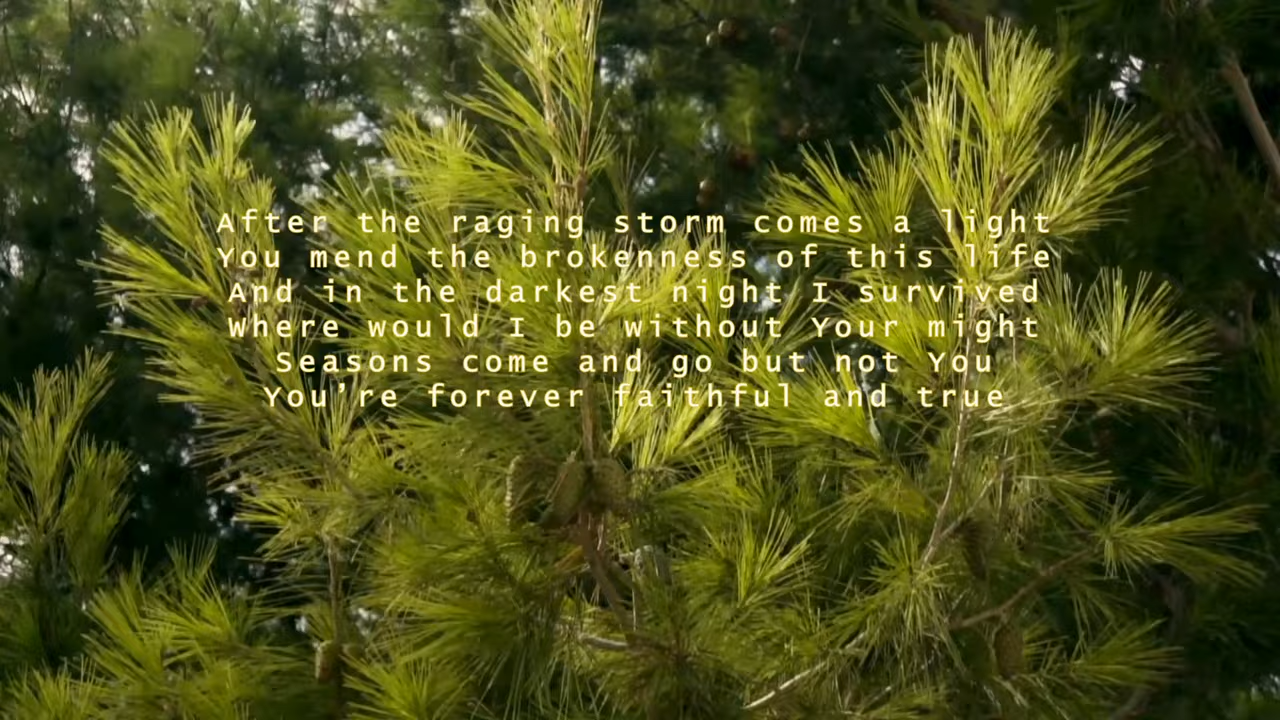 After the raging storm comes a light
You mend the brokenness of this life
And in the darkest night I survived
Where would I be without Your might
Seasons come and go but not You
You’re forever faithful and true